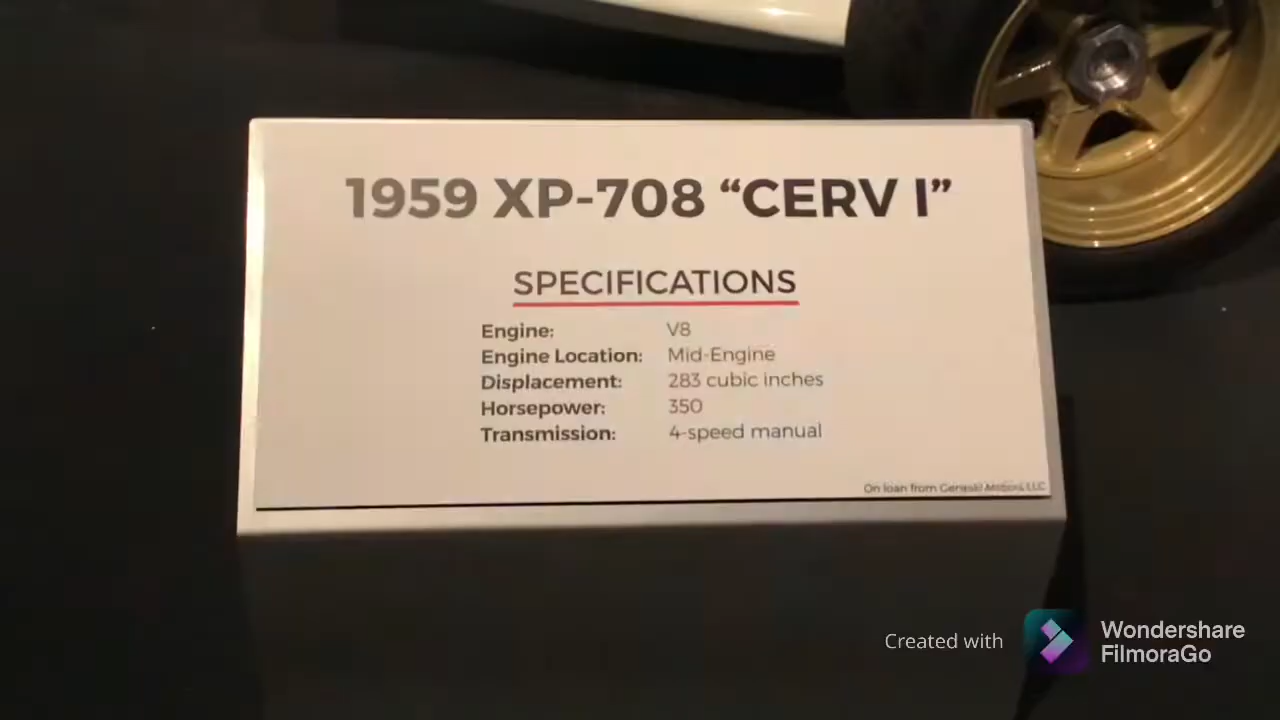 1959 XP-708 “CERV I”
SPECIFICATIONS
Engine: V8
Engine Location: Mid-Engine
Displacement: 283 cubic inches
Horsepower: 350
Transmission: 4-speed manual
On loan from General Motors LLC
Created with
Wondershare
FilmoraGo